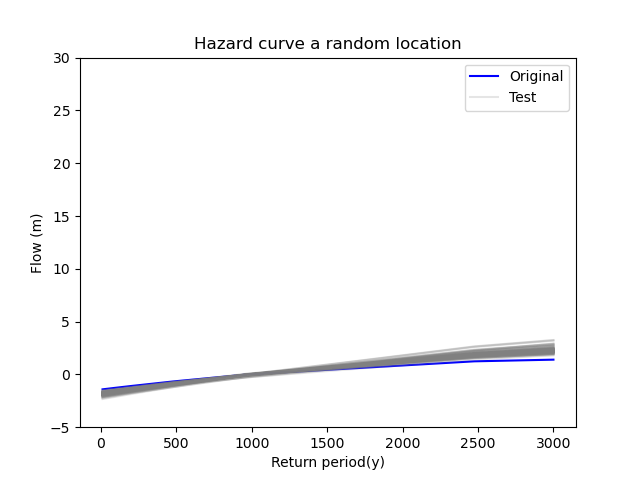 Hazard curve a random location
30
25
20
15
10
5
0
−5
Flow (m)
Original
Test
0 500 1000 1500 2000 2500 3000
Return period(y)